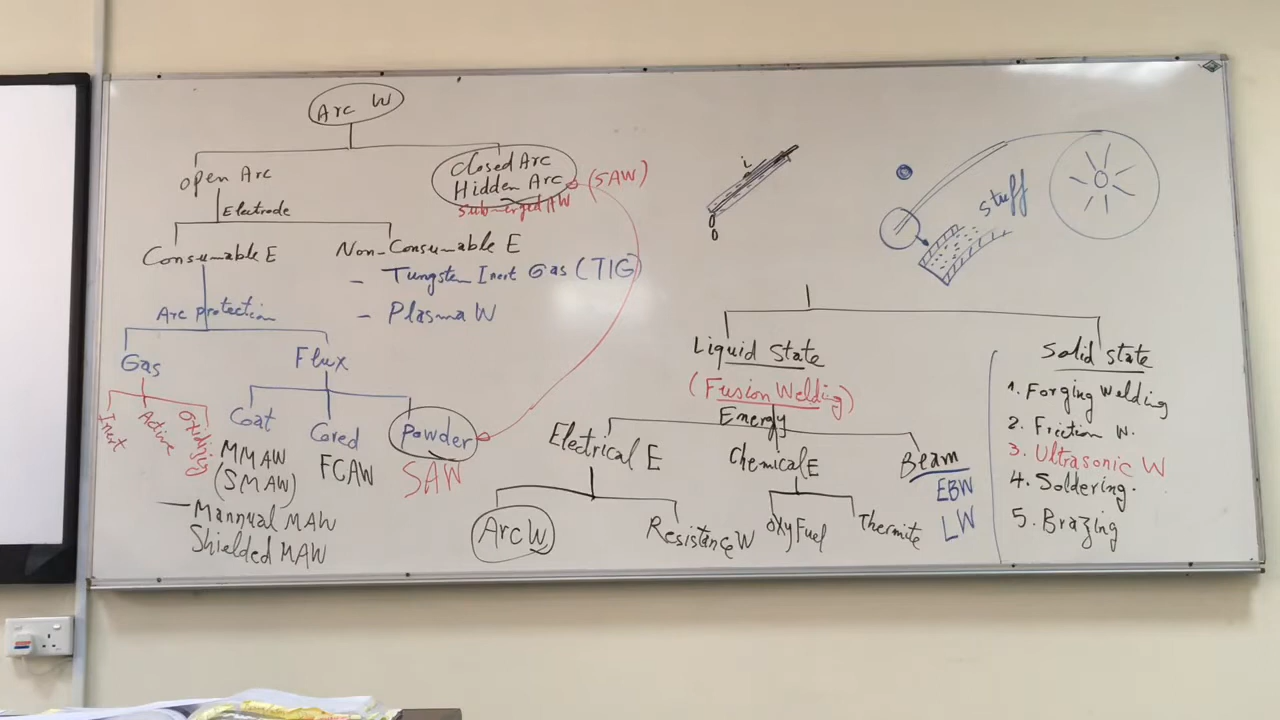 Arc W
open Arc
Closed Arc
Hidden Arc
(SAW)
Submerged AW
Electrode
Consumable E
Non-Consumable E
- Tungsten Inert Gas (TIG)
- Plasma W
Arc protection
Gas
Flux
Inert
Active
Oxidizing
Coat
Cored
powder
MMAW
(SMAW)
FCAW
SAW
Mannual MAW
Shielded MAW
i
stuff
Liquid State
(Fusion Welding)
Energy
Electrical E
Chemical E
Beam
EBW
LW
Arc W
Resistance W
oxyFuel
Thermite
Solid state
1. Forging Welding
2. Friction W.
3. Ultrasonic W
4. Soldering.
5. Brazing